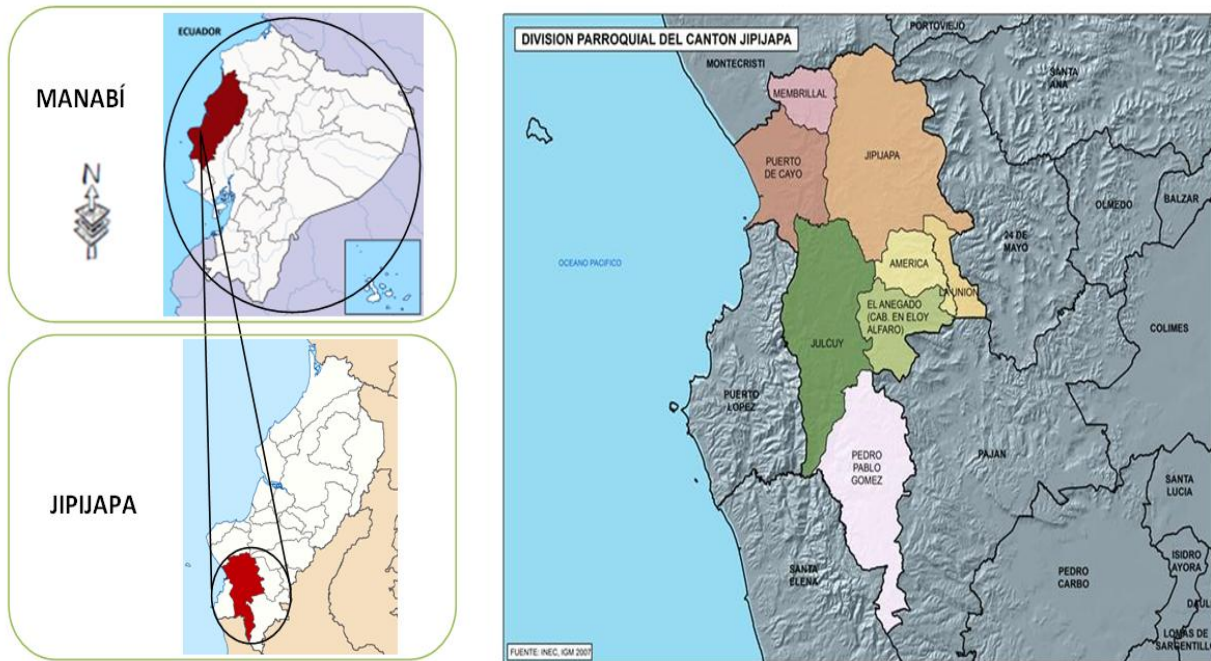 ECUADOR
MANABÍ
N
JIPIJAPA
DIVISION PARROQUIAL DEL CANTON JIPIJAPA
PORTOVIEJO
MONTECRISTI
SANTA
ANA
MEMBRILLAL
PUERTO
DE CAYO
JIPIJAPA
OLMEDO
BALZAR
24 DE
MAYO
OCEANO PACIFICO
AMERICA
LA UNION
EL ANEGADO
(CAB. EN ELOY
ALFARO)
COLIMES
JULCUY
PUERTO
LOPEZ
PEDRO
PABLO
GOMEZ
PAJAN
SANTA
LUCIA
SANTA
ELENA
PEDRO
CARBO
ISIDRO
AYORA
DAUL
LOMAS DE
SARGENTILLO
FUENTE: INEC, IGM 2007